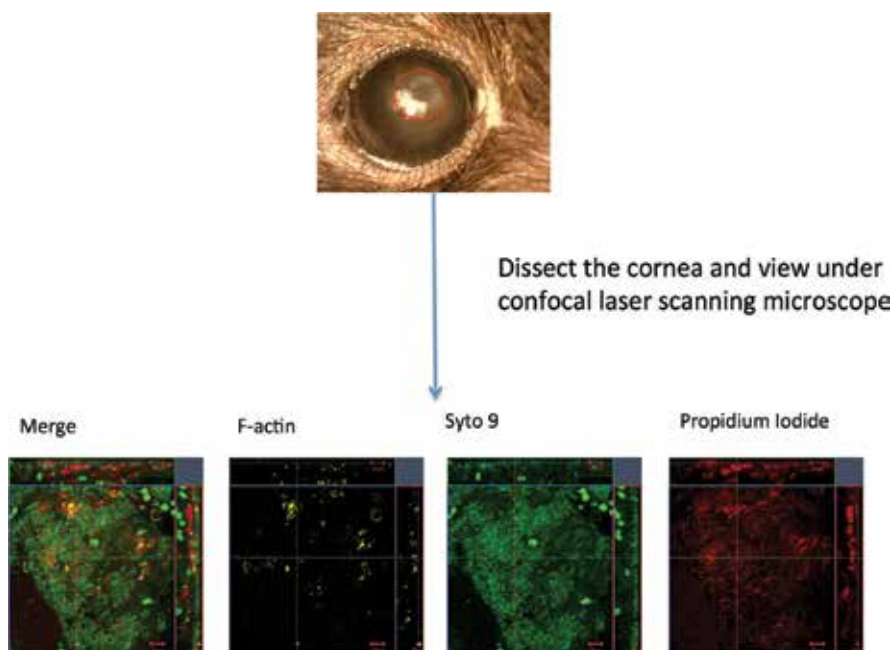 Dissect the cornea and view under
confocal laser scanning microscope
Merge
F-actin
Syto 9
Propidium Iodide